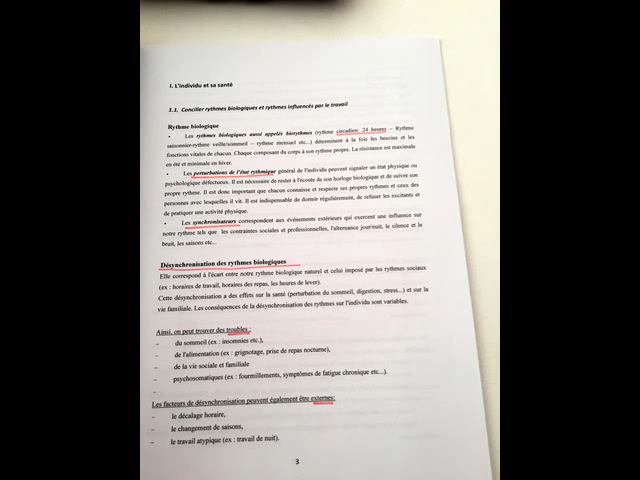 I. L'individu et sa santé
1.1. Concilier rythmes biologiques et rythmes influencés par le travail
Rythme biologique
• Les rythmes biologiques aussi appelés biorythmes (rythme circadien: 24 heures – Rythme
saisonnier-rythme veille/sommeil – rythme mensuel etc...) déterminent à la fois les besoins et les
fonctions vitales de chacun. Chaque composant du corps à son rythme propre. La résistance est maximale
en été et minimale en hiver.
• Les perturbations de l'état rythmique général de l'individu peuvent signaler un état physique ou
psychologique défectueux. Il est nécessaire de rester à l'écoute de son horloge biologique et de suivre son
propre rythme. Il est donc important que chacun connaisse et respecte ses propres rythmes et ceux des
personnes avec lesquelles il vit. Il est indispensable de dormir régulièrement, de refuser les excitants et
de pratiquer une activité physique.
• Les synchronisateurs correspondent aux événements extérieurs qui exercent une influence sur
notre rythme tels que les contraintes sociales et professionnelles, l'alternance jour/nuit, le silence et le
bruit, les saisons etc...
Désynchronisation des rythmes biologiques
Elle correspond à l'écart entre notre rythme biologique naturel et celui imposé par les rythmes sociaux
(ex : horaires de travail, horaires des repas, les heures de lever).
Cette désynchronisation a des effets sur la santé (perturbation du sommeil, digestion, stress...) et sur la
vie familiale. Les conséquences de la désynchronisation des rythmes sur l'individu sont variables.
Ainsi, on peut trouver des troubles :
- du sommeil (ex : insomnies etc.),
- de l'alimentation (ex : grignotage, prise de repas nocturne),
- de la vie sociale et familiale
- psychosomatiques (ex : fourmillements, symptômes de fatigue chronique etc...).
-
Les facteurs de désynchronisation peuvent également être externes:
- le décalage horaire,
- le changement de saisons,
- le travail atypique (ex : travail de nuit).
3